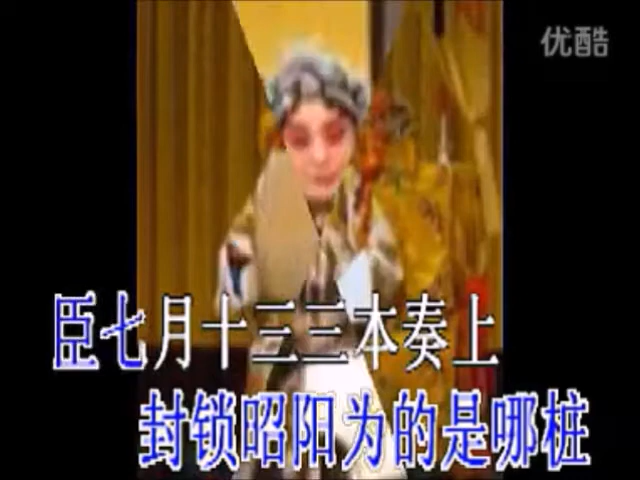 优酷
臣七月十三三本奏上
封锁昭阳为的是哪桩